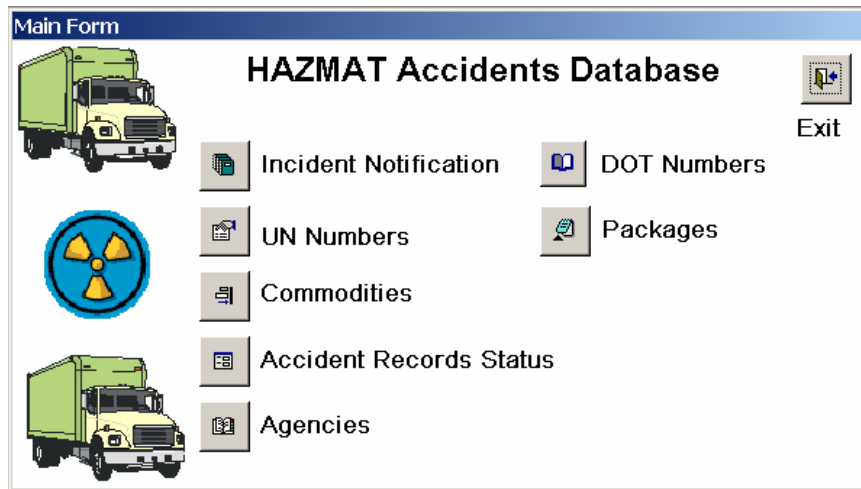 Main Form
HAZMAT Accidents Database
Exit
Incident Notification
DOT Numbers
UN Numbers
Packages
Commodities
Accident Records Status
Agencies